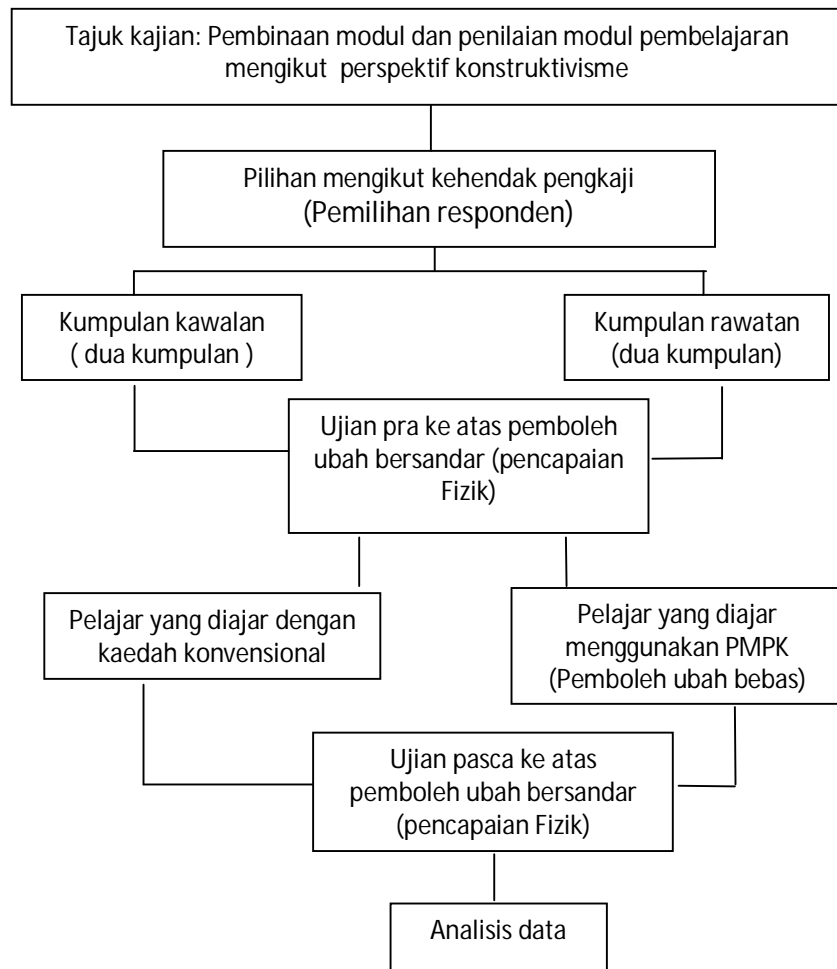 Tajuk kajian: Pembinaan modul dan penilaian modul pembelajaran
mengikut perspektif konstruktivisme
Pilihan mengikut kehendak pengkaji
(Pemilihan responden)
Kumpulan kawalan
( dua kumpulan )
Kumpulan rawatan
(dua kumpulan)
Ujian pra ke atas pemboleh
ubah bersandar (pencapaian
Fizik)
Pelajar yang diajar dengan
kaedah konvensional
Pelajar yang diajar
menggunakan PMPK
(Pemboleh ubah bebas)
Ujian pasca ke atas
pemboleh ubah bersandar
(pencapaian Fizik)
Analisis data